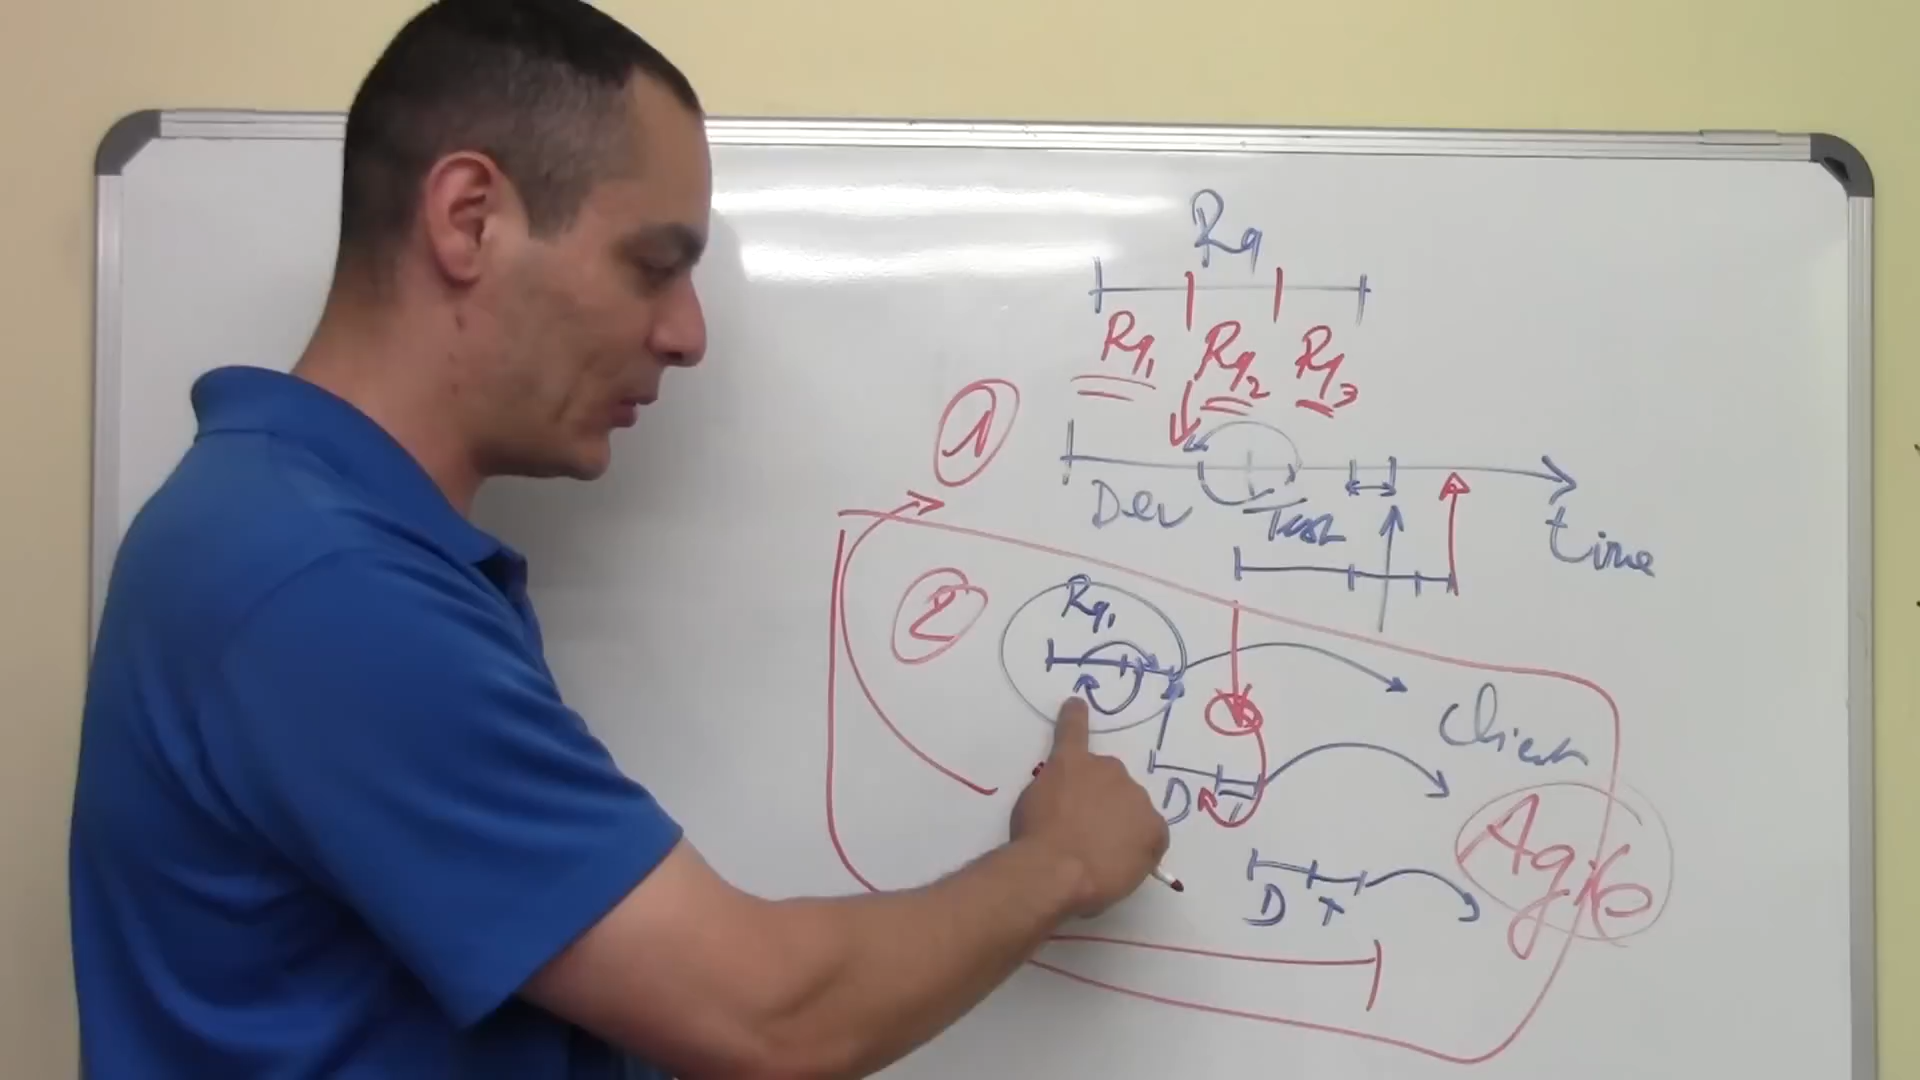 Rq
Rq1 Rq2 Rq3
1
Dev Test time
2 Rq1
Client
D
Agile
D T